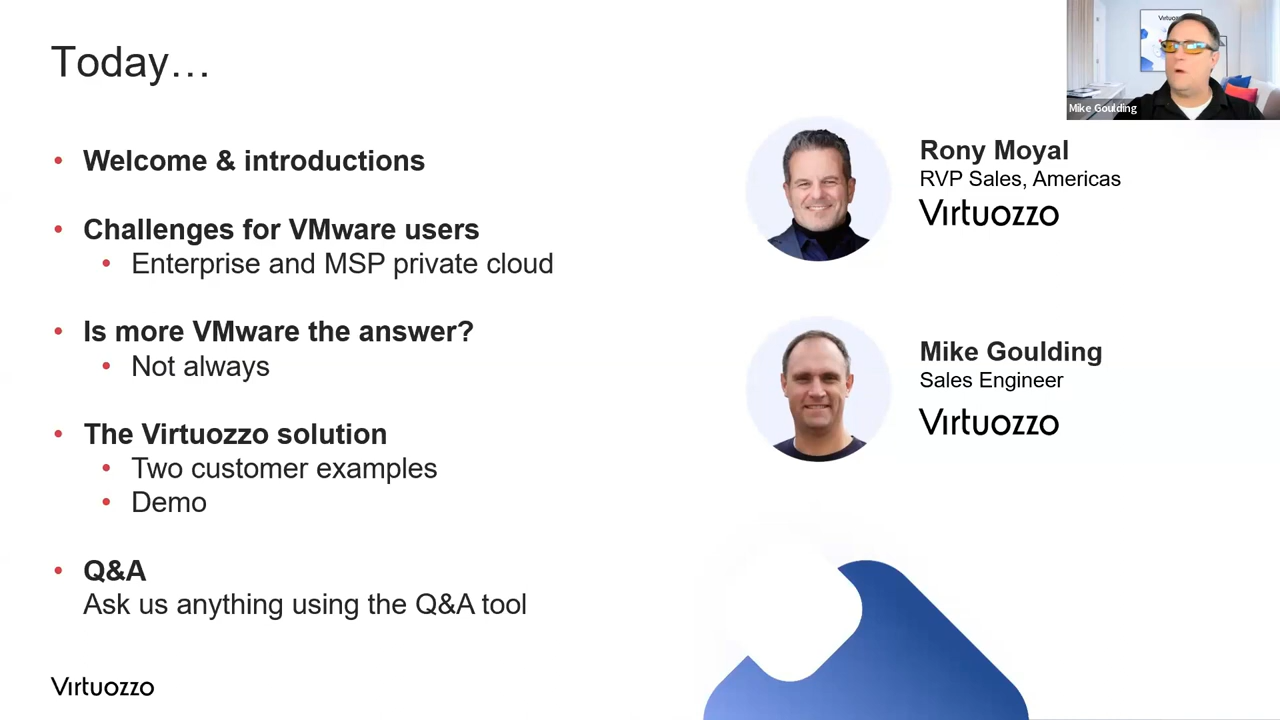 Today…
Welcome & introductions
Challenges for VMware users
Enterprise and MSP private cloud
Is more VMware the answer?
Not always
The Virtuozzo solution
Two customer examples
Demo
Q&A
Ask us anything using the Q&A tool
Virtuozzo
Rony Moyal
RVP Sales, Americas
Virtuozzo
Mike Goulding
Sales Engineer
Virtuozzo
Virtuozzo
Mike Goulding